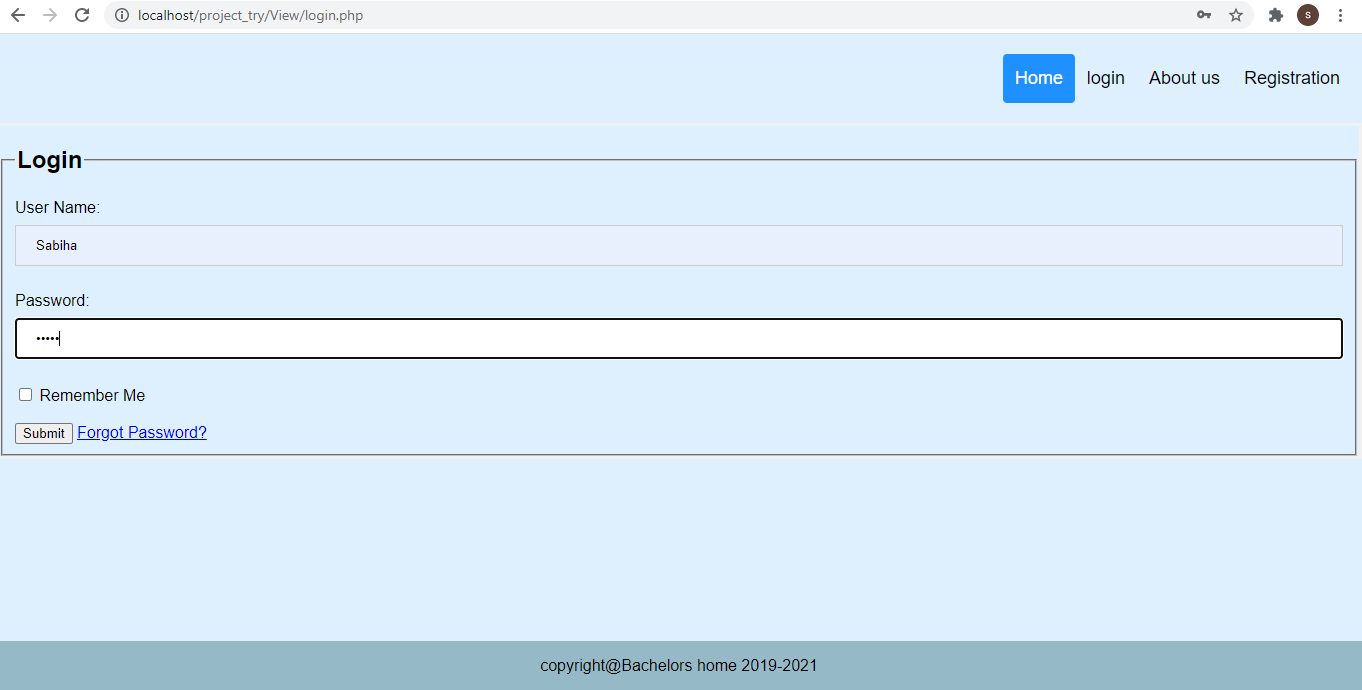 localhost/project_try/View/login.php
S
Home login About us Registration
Login
User Name:
Sabiha
Password:
•••••
Remember Me
Submit Forgot Password?
copyright@Bachelors home 2019-2021